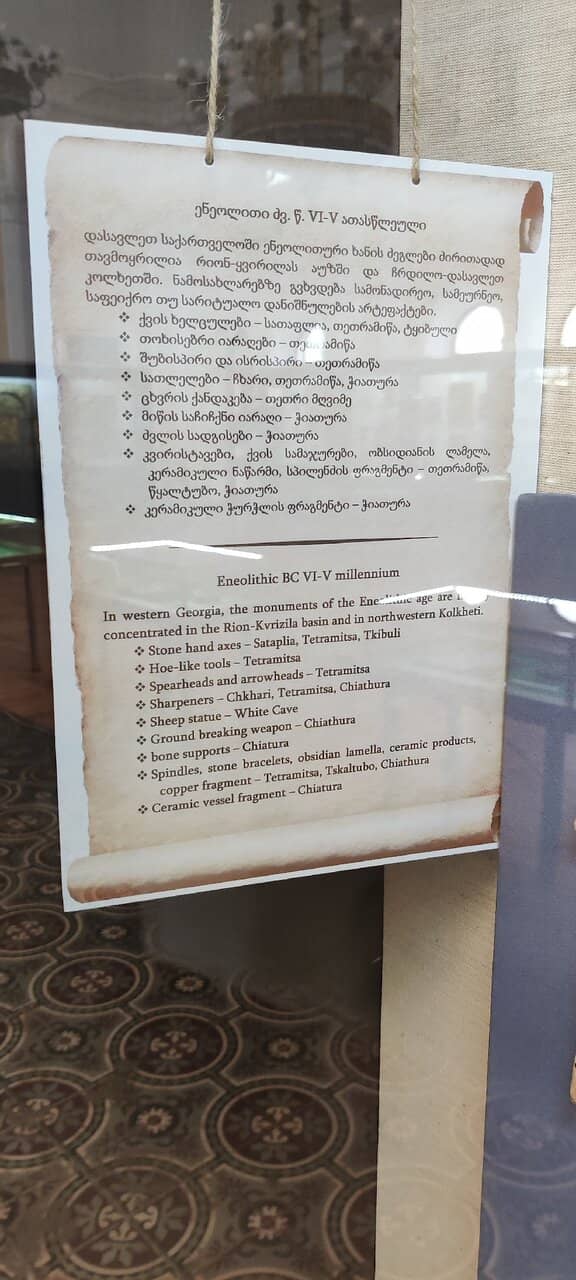 ენეოლითი ძვ. წ. VI-V ათასწლეული
დასავლეთ საქართველოში ენეოლითური ხანის ძეგლები ძირითადად
თავმოყრილია რიონ-ყვირილას აუზში და ჩრდილო-დასავლეთ
კოლხეთში. ნამოსახლარებზე გვხვდება სამონადირეო, სამეურნეო,
საფეიქრო თუ სარიტუალო დანიშნულების არტეფაქტები.
❖ ქვის ხელცულები – სათაფლია, თეთრამიწა, ტყიბული
❖ თოხისებრი იარაღები – თეთრამიწა
❖ შუბისპირი და ისრისპირი – თეთრამიწა
❖ სათლელები – ჩხარი, თეთრამიწა, ჭიათურა
❖ ცხვრის ქანდაკება – თეთრი მღვიმე
❖ მიწის საჩიჩქნი იარაღი – ჭიათურა
❖ ძვლის სადგისები – ჭიათურა
❖ კვირისტავები, ქვის სამაჯურები, ობსიდიანის ლამელა,
კერამიკული ნაწარმი, სპილენძის ფრაგმენტი – თეთრამიწა,
წყალტუბო, ჭიათურა
❖ კერამიკული ჭურჭლის ფრაგმენტი – ჭიათურა
Eneolithic BC VI-V millennium
In western Georgia, the monuments of the Eneolithic age are
concentrated in the Rion-Kvrizila basin and in northwestern Kolkheti.
❖ Stone hand axes – Sataplia, Tetramitsa, Tkibuli
❖ Hoe-like tools – Tetramitsa
❖ Spearheads and arrowheads – Tetramitsa
❖ Sharpeners – Chkhari, Tetramitsa, Chiathura
❖ Sheep statue – White Cave
❖ Ground breaking weapon – Chiathura
❖ bone supports – Chiatura
❖ Spindles, stone bracelets, obsidian lamella, ceramic products,
copper fragment – Tetramitsa, Tskaltubo, Chiathura
❖ Ceramic vessel fragment – Chiatura